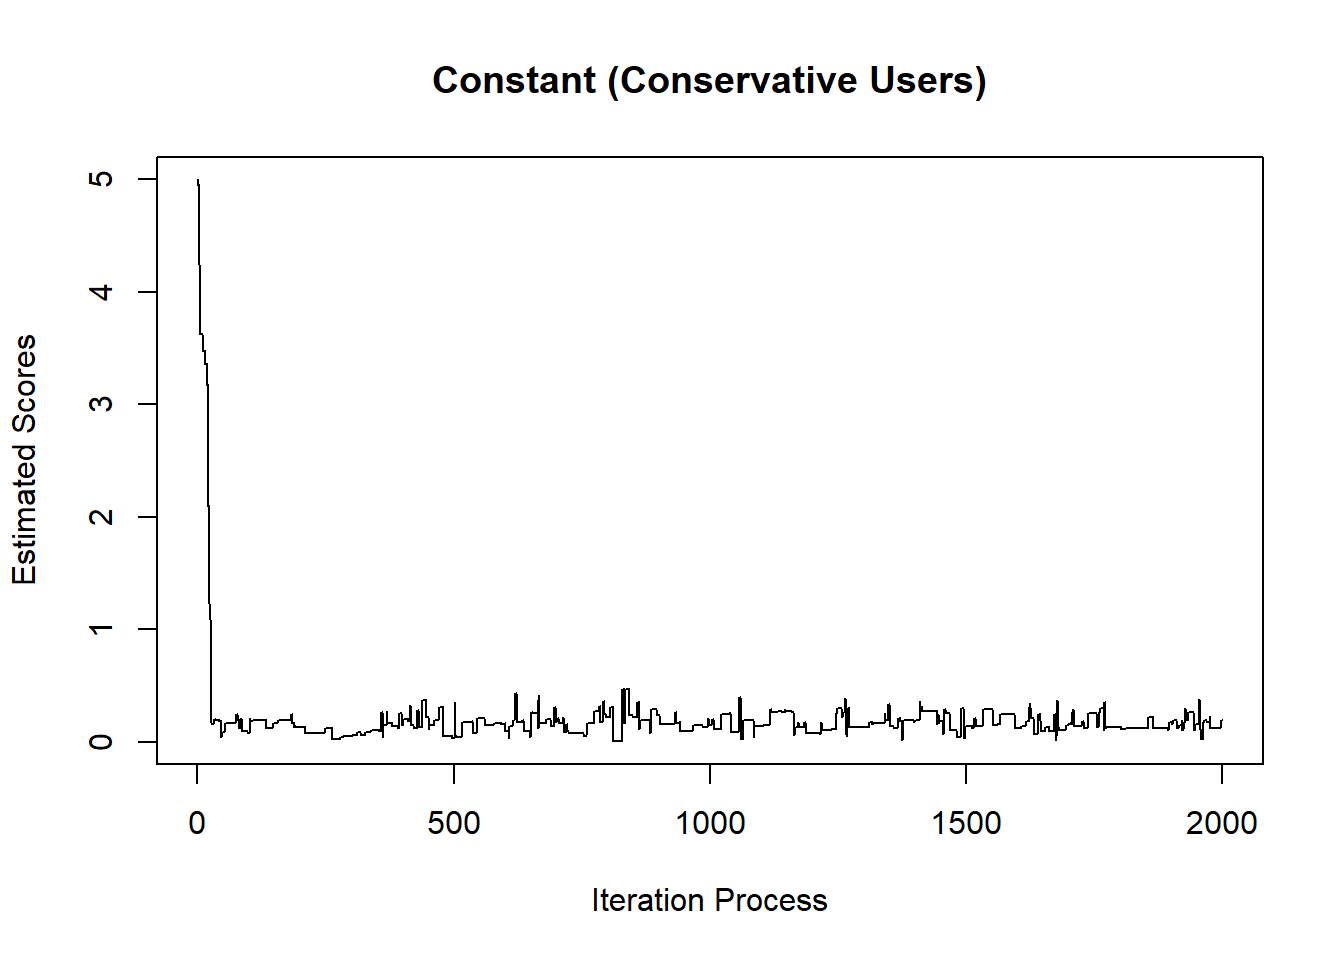 Constant (Conservative Users)
Estimated Scores
5
4
3
2
1
0
0 500 1000 1500 2000
Iteration Process